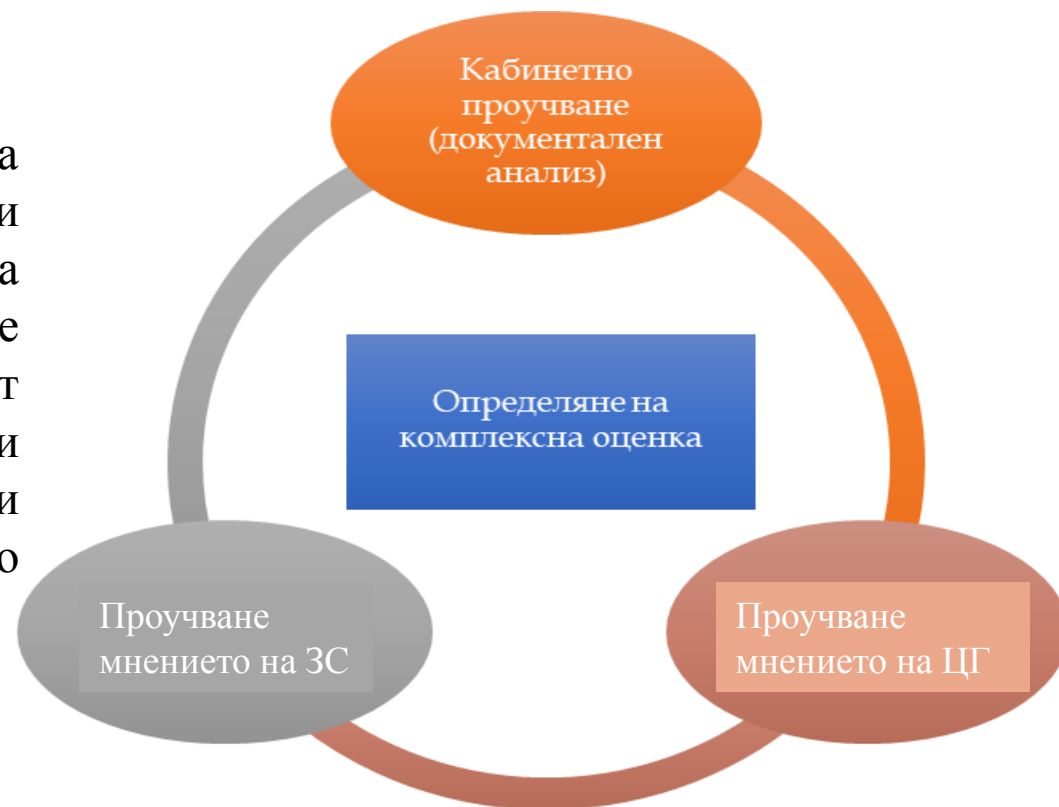 Кабинетно
проучване
(документален
анализ)
а
и
а
е
т
и
и
о
Определяне на
комплексна оценка
Проучване
мнението на ЗС
Проучване
мнението на ЦГ